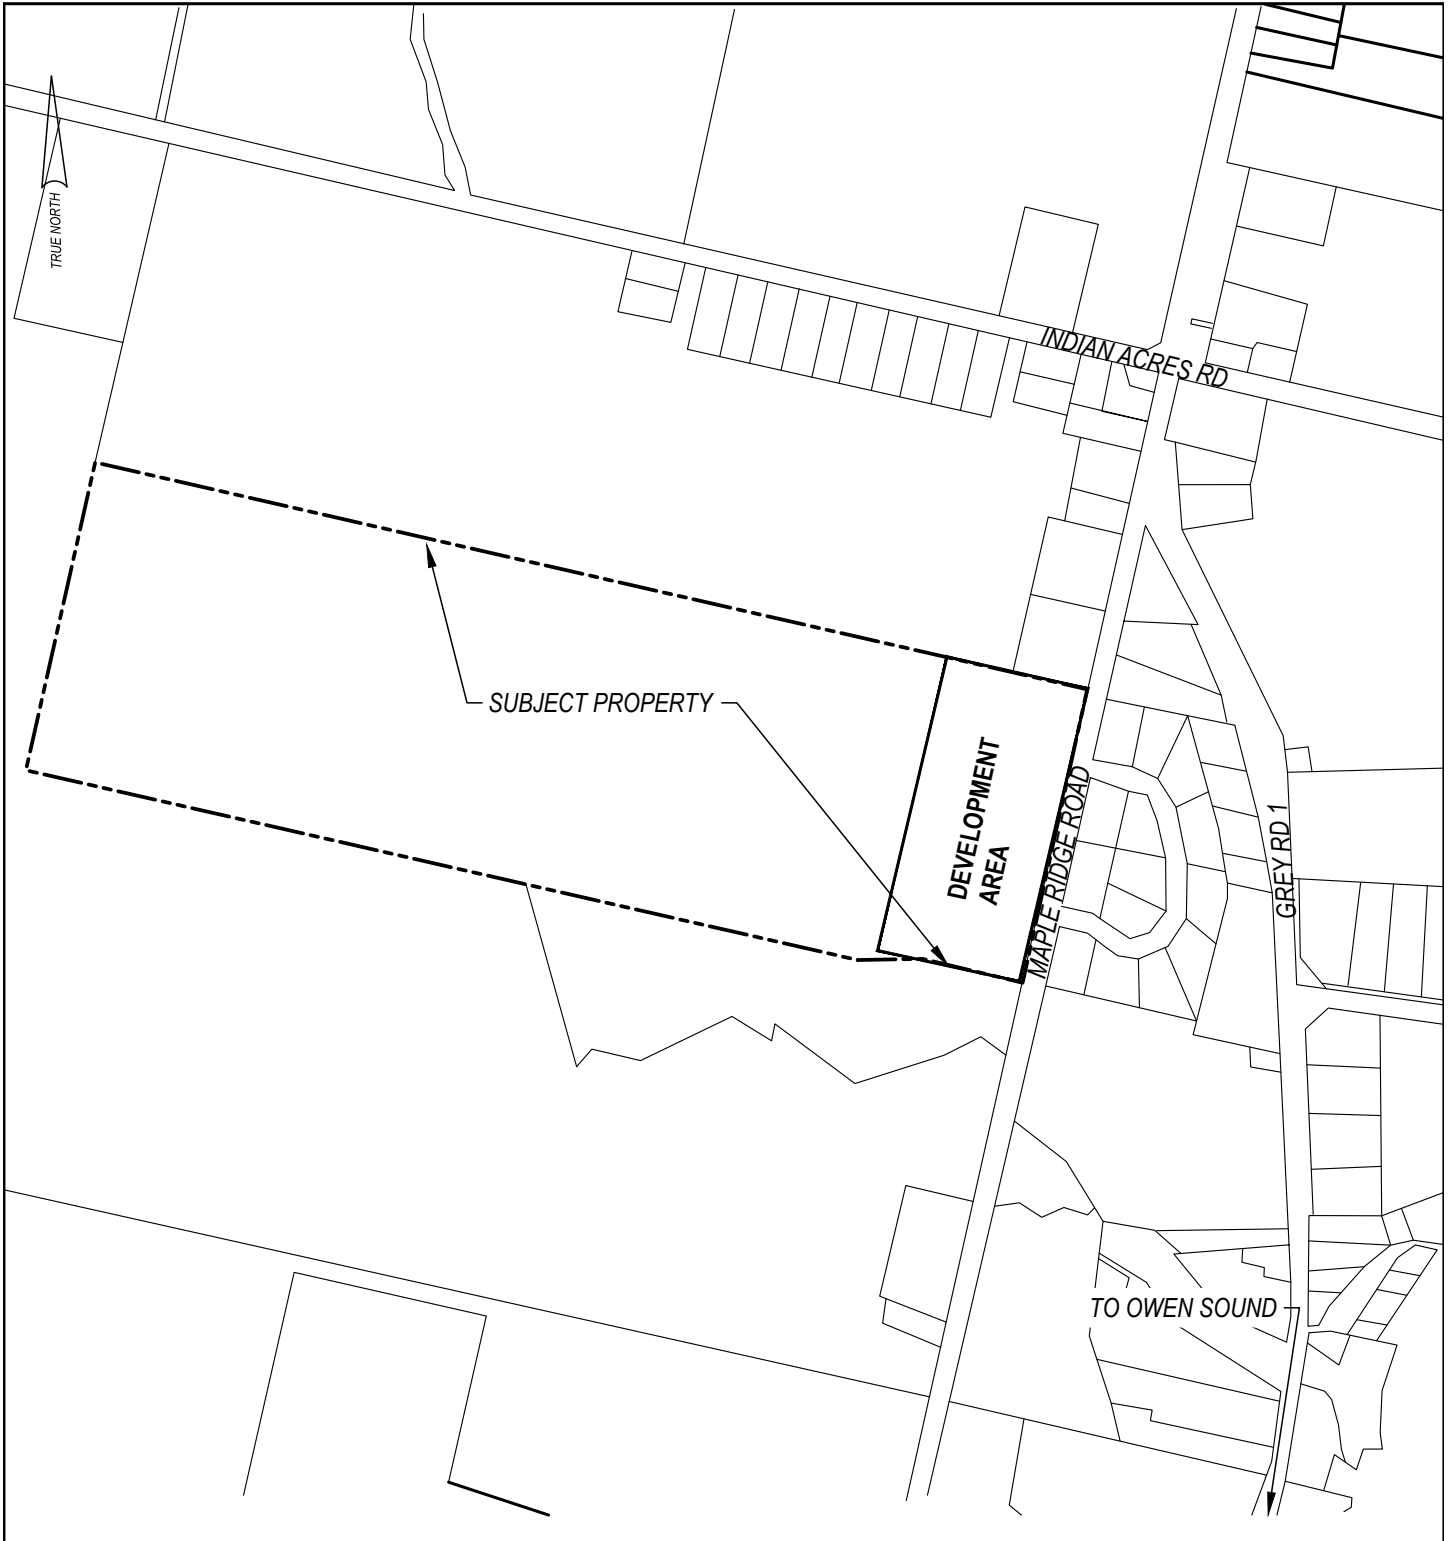 TRUE NORTH
INDIAN ACRES RD
SUBJECT PROPERTY
DEVELOPMENT
AREA
MAPLE RIDGE ROAD
GREY RD 1
TO OWEN SOUND